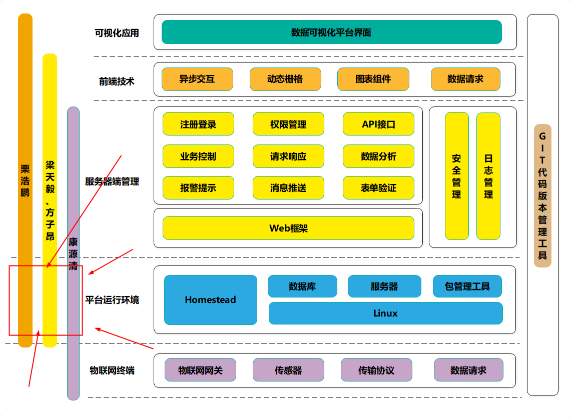 可视化应用
数据可视化平台界面
前端技术
异步交互
动态栅格
图表组件
数据请求
服务器端管理
注册登录
权限管理
API接口
业务控制
请求响应
数据分析
报警提示
消息推送
表单验证
Web框架
安全管理
日志管理
平台运行环境
Homestead
数据库
服务器
包管理工具
Linux
物联网终端
物联网网关
传感器
传输协议
数据请求
栗浩鹏
梁天毅、方子昂
康源清
GIT代码版本管理工具